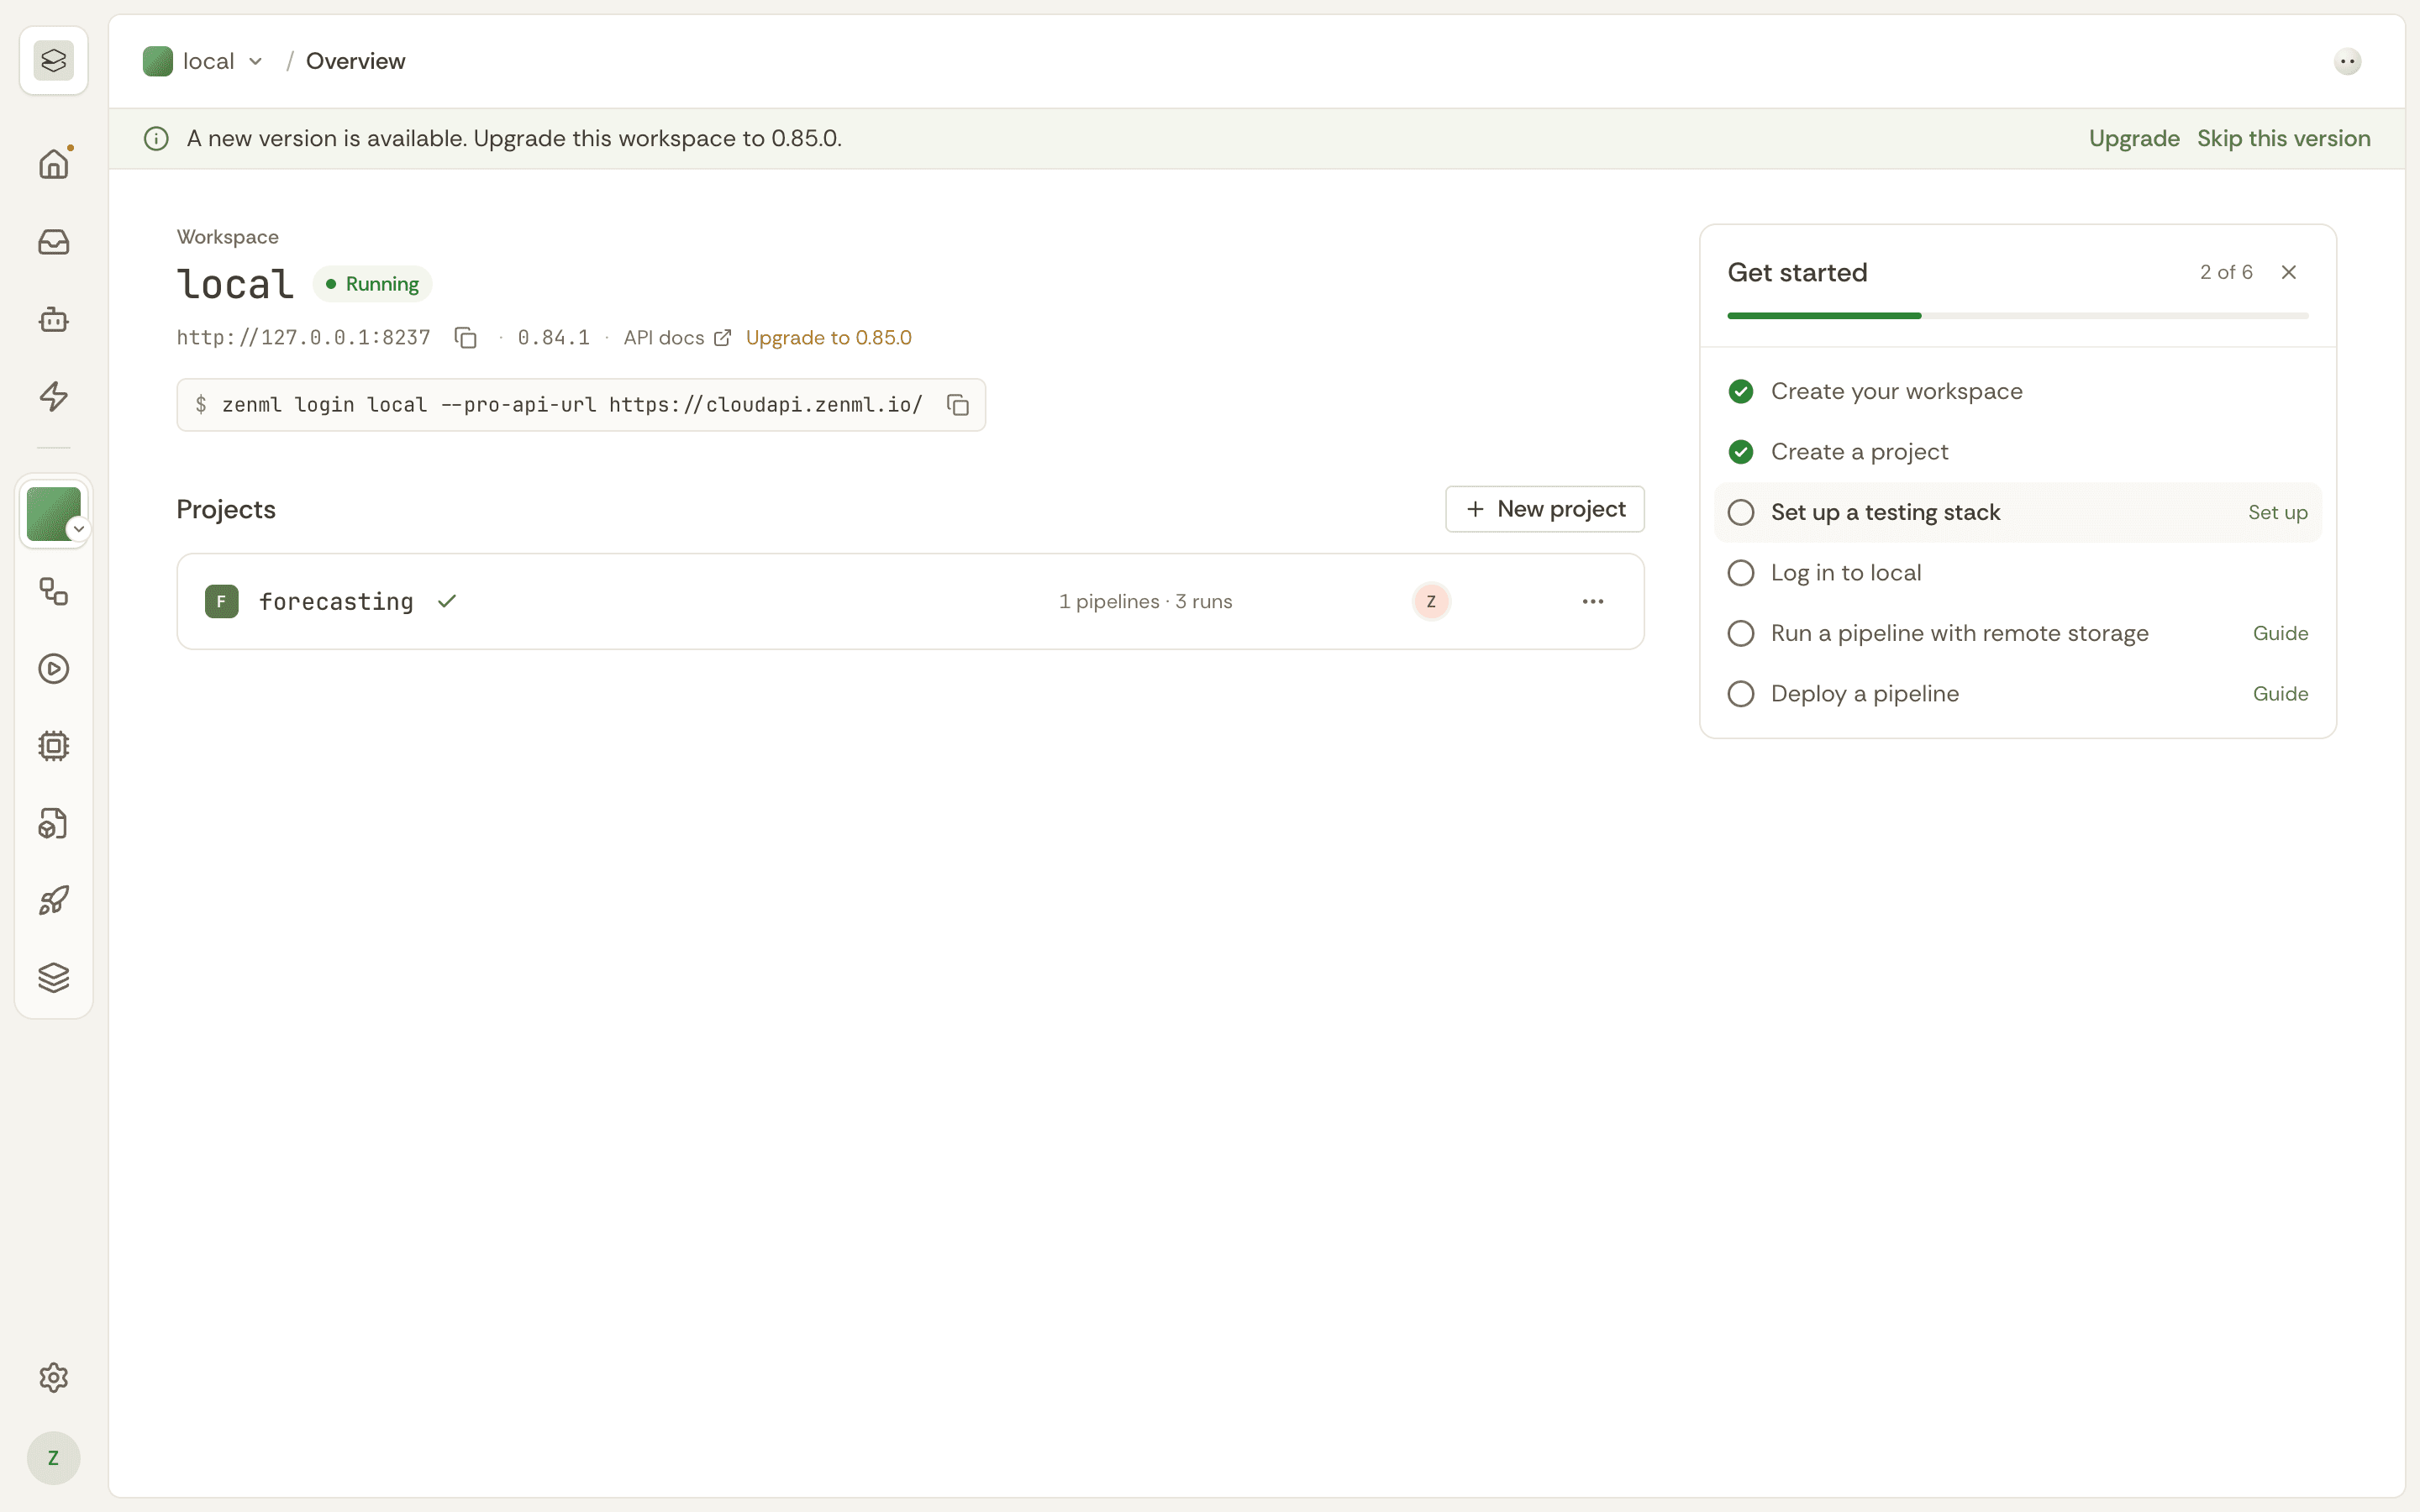 local / Overview
A new version is available. Upgrade this workspace to 0.85.0.
Upgrade Skip this version
Workspace
local Running
http://127.0.0.1:8237 · 0.84.1 · API docs Upgrade to 0.85.0
$ zenml login local --pro-api-url https://cloudapi.zenml.io/
Projects
New project
F forecasting 1 pipelines · 3 runs Z
Get started 2 of 6
Create your workspace
Create a project
Set up a testing stack Set up
Log in to local
Run a pipeline with remote storage Guide
Deploy a pipeline Guide
Z